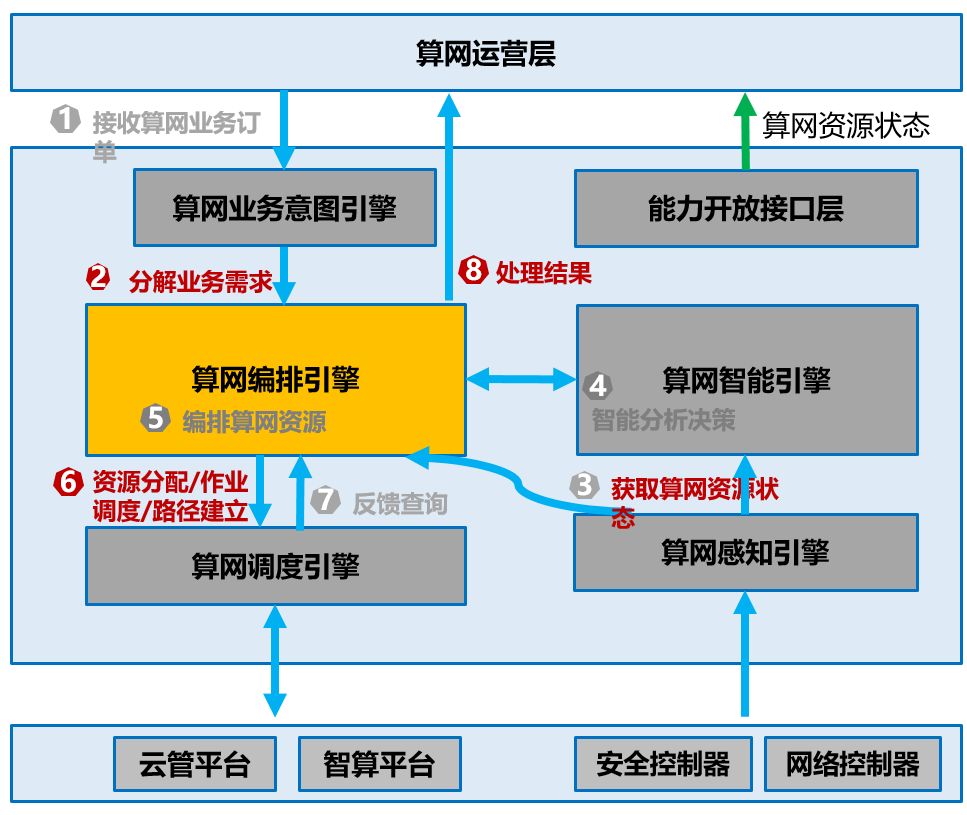 算网运营层
1 接收算网业务订
单
算网资源状态
算网业务意图引擎
能力开放接口层
2 分解业务需求
8 处理结果
算网编排引擎
5 编排算网资源
算网智能引擎
4
智能分析决策
6 资源分配/作业
调度/路径建立
7 反馈查询
3 获取算网资源状
态
算网调度引擎
算网感知引擎
云管平台
智算平台
安全控制器
网络控制器